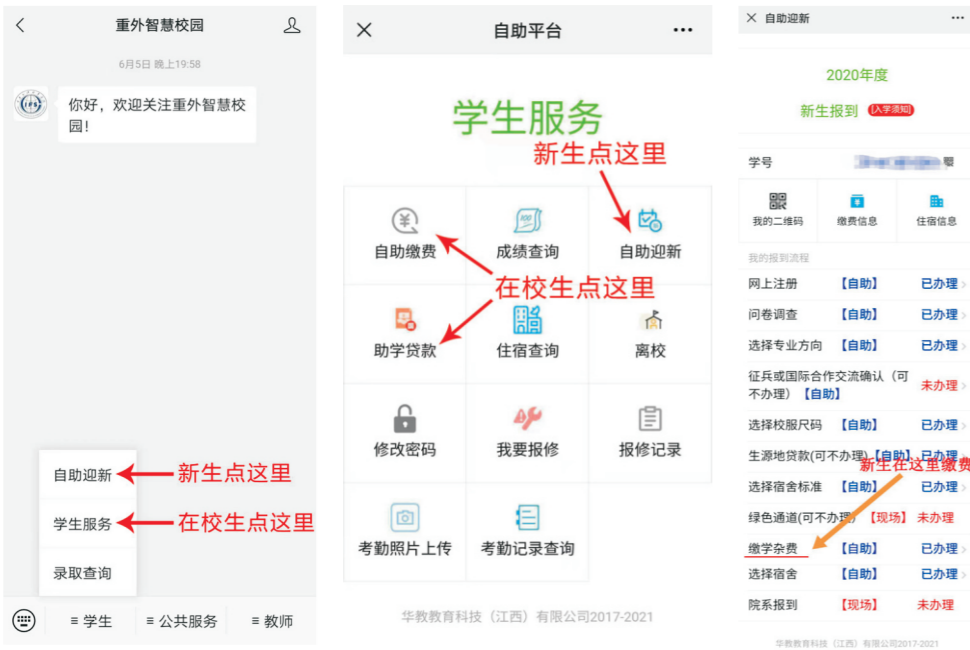 重外智慧校园
6月5日 晚上19:58
你好，欢迎关注重外智慧校
园！
自助迎新
新生点这里
学生服务
在校生点这里
录取查询
≡ 学生
≡ 公共服务
≡ 教师
自助平台
学生服务
新生点这里
自助缴费
成绩查询
自助迎新
在校生点这里
助学贷款
住宿查询
离校
修改密码
我要报修
报修记录
考勤照片上传
考勤记录查询
华教教育科技（江西）有限公司2017-2021
自助迎新
2020年度
新生报到 【入学须知】
学号
我的二维码
缴费信息
住宿信息
我的报到流程
网上注册 【自助】 已办理
问卷调查 【自助】 已办理
选择专业方向 【自助】 已办理
征兵或国际合作交流确认（可
不办理）【自助】 未办理
选择校服尺码 【自助】 已办理
生源地贷款(可不办理)【自助】 已办理
新生在这里缴费
选择宿舍标准 【自助】 已办理
绿色通道(可不办理) 【现场】 未办理
缴学杂费 【自助】 已办理
选择宿舍 【自助】 已办理
院系报到 【现场】 未办理
华教教育科技（江西）有限公司2017-2021